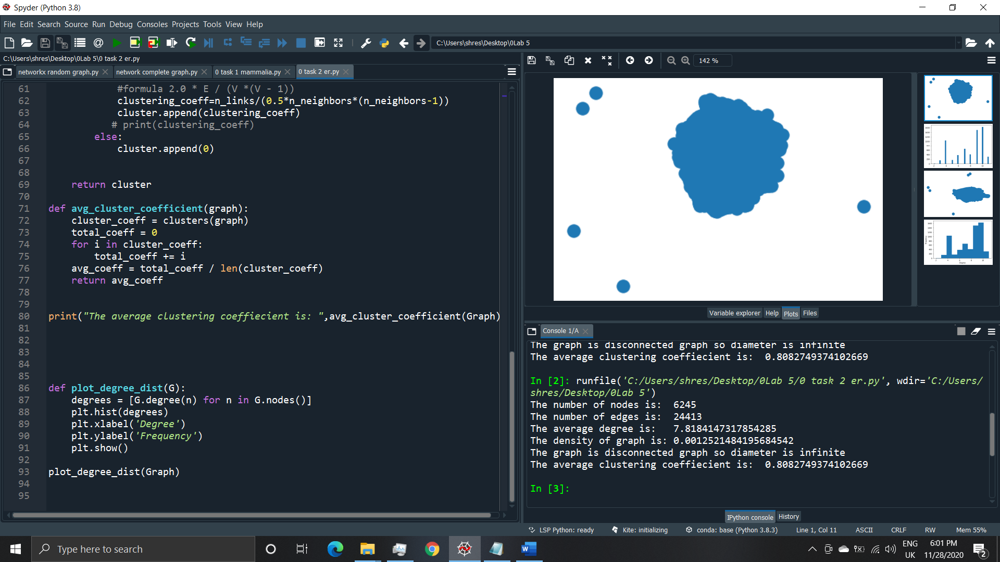 Spyder (Python 3.8)
File Edit Search Source Run Debug Consoles Projects Tools View Help
C:\Users\shres\Desktop\0Lab 5
C:\Users\shres\Desktop\0Lab 5\0 task 2 er.py
networkx random graph.py
network complete graph.py
0 task 1 mammalia.py
0 task 2 er.py
61 #formula 2.0 * E / (V *(V - 1))
62 clustering_coeff=n_links/(0.5*n_neighbors*(n_neighbors-1))
63 cluster.append(clustering_coeff)
64 # print(clustering_coeff)
65 else:
66 cluster.append(0)
67
68
69 return cluster
70
71 def avg_cluster_coefficient(graph):
72 cluster_coeff = clusters(graph)
73 total_coeff = 0
74 for i in cluster_coeff:
75 total_coeff += i
76 avg_coeff = total_coeff / len(cluster_coeff)
77 return avg_coeff
78
79
80 print("The average clustering coeffiecient is: ",avg_cluster_coefficient(Graph)
81
82
83
84
85
86 def plot_degree_dist(G):
87 degrees = [G.degree(n) for n in G.nodes()]
88 plt.hist(degrees)
89 plt.xlabel('Degree')
90 plt.ylabel('Frequency')
91 plt.show()
92
93 plot_degree_dist(Graph)
94
95
142 %
Variable explorer Help Plots Files
Console 1/A
The graph is disconnected graph so diameter is infinite
The average clustering coeffiecient is:  0.8082749374102669
In [2]: runfile('C:/Users/shres/Desktop/0Lab 5/0 task 2 er.py', wdir='C:/Users/
shres/Desktop/0Lab 5')
The number of nodes is:  6245
The number of edges is:  24413
The average degree is:   7.8184147317854285
The density of graph is: 0.0012521484195684542
The graph is disconnected graph so diameter is infinite
The average clustering coeffiecient is:  0.8082749374102669
In [3]:
IPython console History
LSP Python: ready Kite: initializing conda: base (Python 3.8.3) Line 1, Col 11 ASCII CRLF RW Mem 55%
Type here to search
ENG
UK
6:01 PM
11/28/2020
2